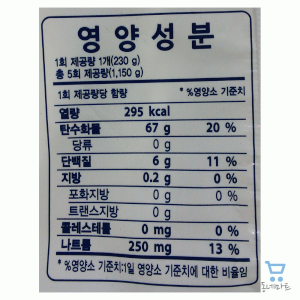 영양성분
1회 제공량 1개(230 g)
총 5회 제공량(1,150 g)
1회 제공량당 함량 *%영양소 기준치
열량 295 kcal
탄수화물 67 g 20 %
당류 0 g
단백질 6 g 11 %
지방 0.2 g 0 %
포화지방 0 g 0 %
트랜스지방 0 g
콜레스테롤 0 mg 0 %
나트륨 250 mg 13 %
*%영양소 기준치:1일 영양소 기준치에 대한 비율임